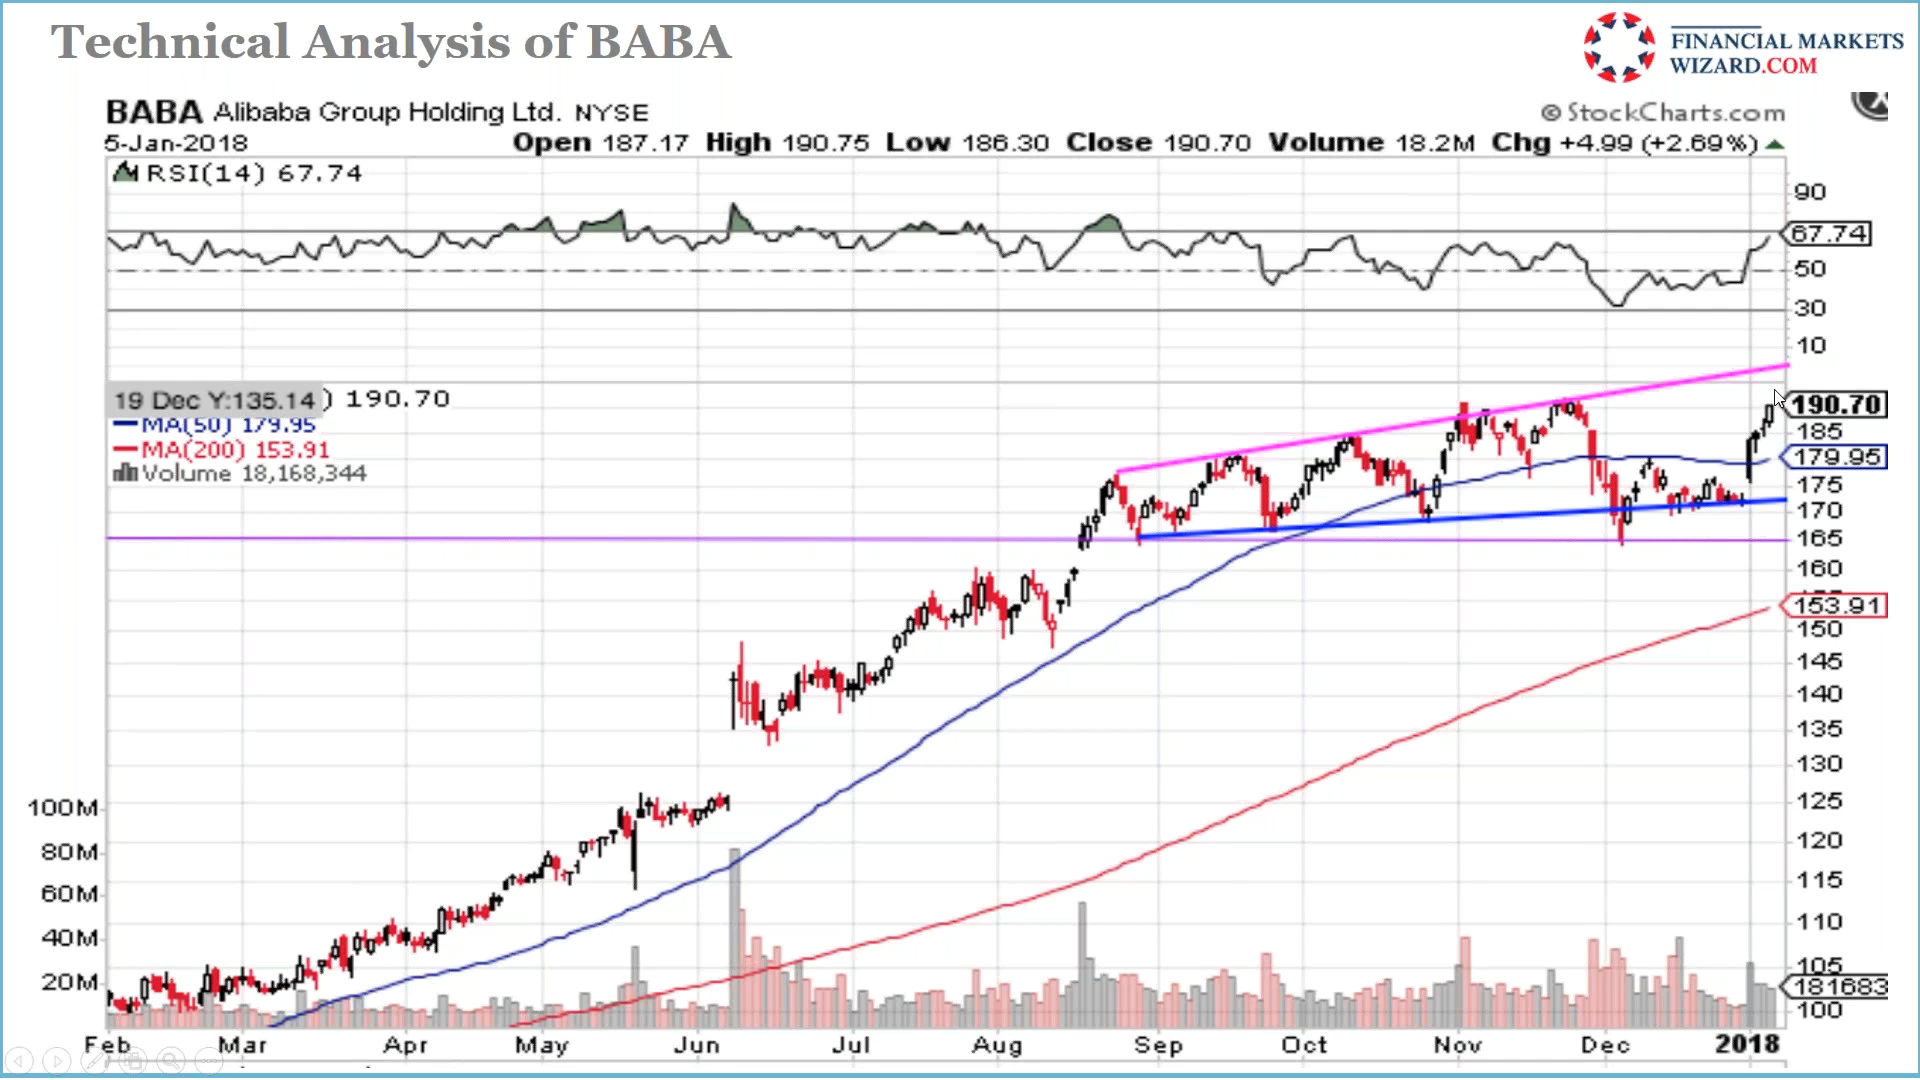 Technical Analysis of BABA
FINANCIAL MARKETS
WIZARD.COM
BABA Alibaba Group Holding Ltd. NYSE
© StockCharts.com
5-Jan-2018
Open 187.17 High 190.75 Low 186.30 Close 190.70 Volume 18.2M Chg +4.99 (+2.69%)
RSI(14) 67.74
90
67.74
50
30
10
19 Dec Y:135.14 ) 190.70
MA(50) 179.95
MA(200) 153.91
Volume 18,168,344
190.70
185
179.95
175
170
165
160
153.91
150
145
140
135
130
125
120
115
110
105
181683
100
100M
80M
60M
40M
20M
Feb Mar Apr May Jun Jul Aug Sep Oct Nov Dec 2018